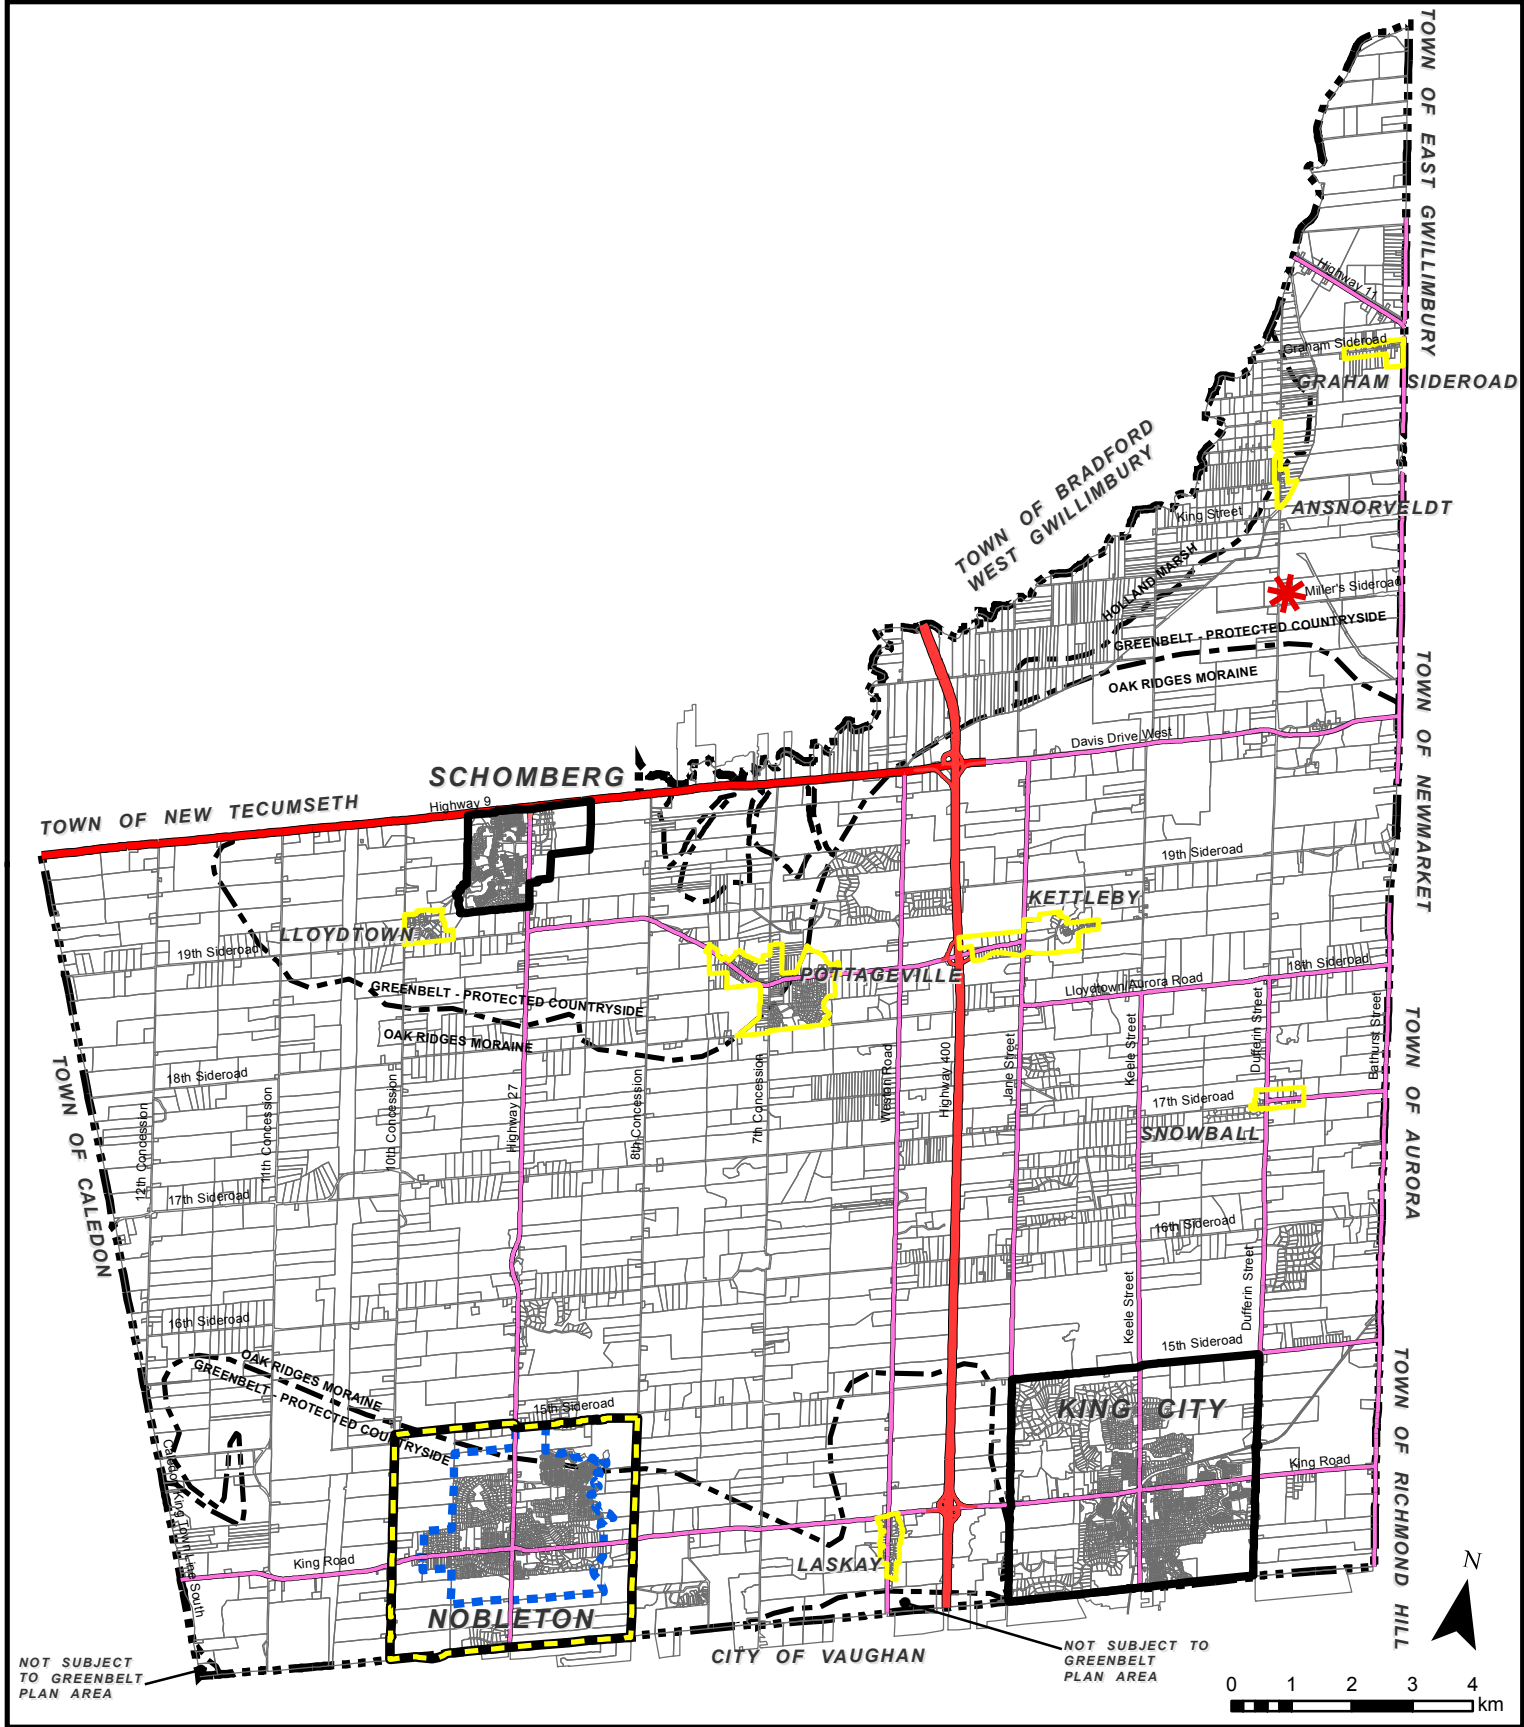 TOWN OF EAST GWILLIMBURY
Highway 11
Graham Sideroad
GRAHAM SIDEROAD
TOWN OF BRADFORD
WEST GWILLIMBURY
King Street
ANSNORVELDT
HOLLAND MARSH
Miller's Sideroad
GREENBELT - PROTECTED COUNTRYSIDE
OAK RIDGES MORAINE
TOWN OF NEWMARKET
Davis Drive West
SCHOMBERG
Highway 9
TOWN OF NEW TECUMSETH
19th Sideroad
KETTLEBY
LLOYDTOWN
19th Sideroad
POTTAGEVILLE
18th Sideroad
Lloydtown Aurora Road
GREENBELT - PROTECTED COUNTRYSIDE
OAK RIDGES MORAINE
TOWN OF CALEDON
18th Sideroad
12th Concession
11th Concession
10th Concession
Highway 27
8th Concession
7th Concession
Weston Road
Highway 400
Jane Street
Keele Street
Dufferin Street
Bathurst Street
TOWN OF AURORA
17th Sideroad
SNOWBALL
17th Sideroad
16th Sideroad
Keele Street
Dufferin Street
16th Sideroad
15th Sideroad
OAK RIDGES MORAINE
GREENBELT - PROTECTED COUNTRYSIDE
15th Sideroad
KING CITY
TOWN OF RICHMOND HILL
King Road
Caledon King Town Line South
King Road
LASKAY
NOBLETON
CITY OF VAUGHAN
NOT SUBJECT
TO GREENBELT
PLAN AREA
NOT SUBJECT TO
GREENBELT
PLAN AREA
N
0 1 2 3 4
km